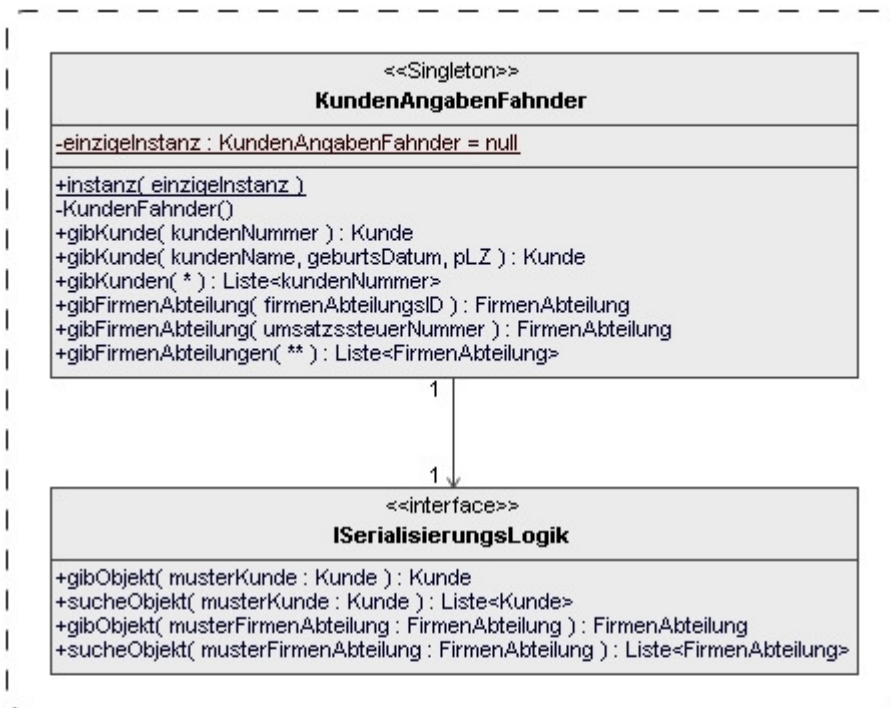 <<Singleton>>
KundenAngabenFahnder
-einzigeInstanz : KundenAngabenFahnder = null
+instanz( einzigeInstanz )
-KundenFahnder()
+gibKunde( kundenNummer ) : Kunde
+gibKunde( kundenName, geburtsDatum, pLZ ) : Kunde
+gibKunden( * ) : Liste<kundenNummer>
+gibFirmenAbteilung( firmenAbteilungsID ) : FirmenAbteilung
+gibFirmenAbteilung( umsatzssteuerNummer ) : FirmenAbteilung
+gibFirmenAbteilungen( ** ) : Liste<FirmenAbteilung>
1
1
<<interface>>
ISerialisierungsLogik
+gibObjekt( musterKunde : Kunde ) : Kunde
+sucheObjekt( musterKunde : Kunde ) : Liste<Kunde>
+gibObjekt( musterFirmenAbteilung : FirmenAbteilung ) : FirmenAbteilung
+sucheObjekt( musterFirmenAbteilung : FirmenAbteilung ) : Liste<FirmenAbteilung>